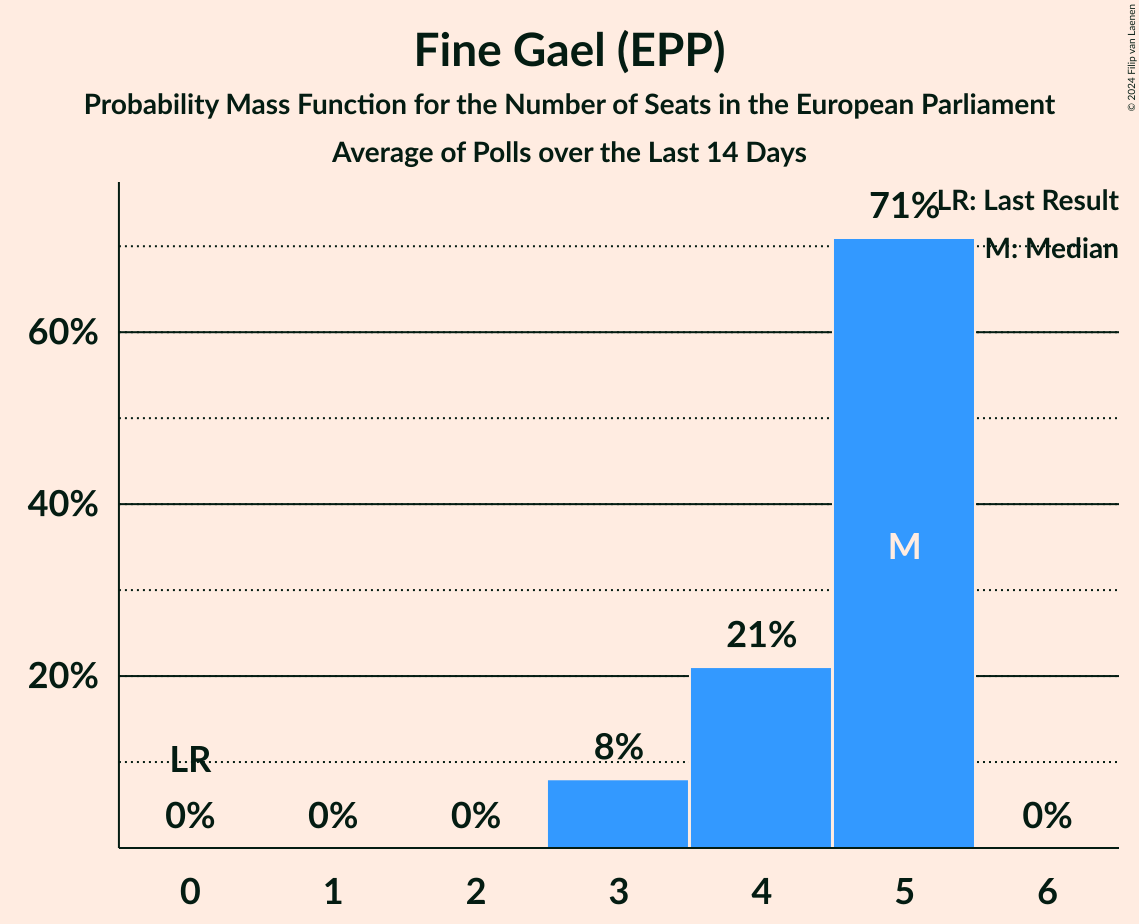 Fine Gael (EPP)
Probability Mass Function for the Number of Seats in the European Parliament
Average of Polls over the Last 14 Days
© 2024 Filip van Laenen
LR: Last Result
M: Median
71%
60%
40%
M
21%
20%
8%
LR
0%
0%
0%
0%
0
1
2
3
4
5
6